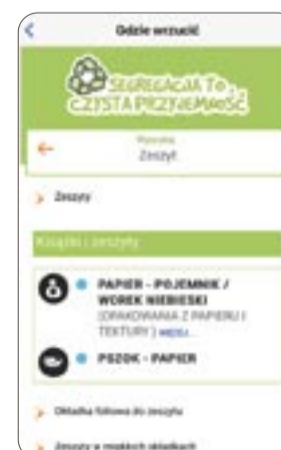 Gdzie wrzucić
SEGREGACJA TO
CZYSTA PRZYJEMNOŚĆ
Zeszyt
Zeszyty
Książki i zeszyty
PAPIER - POJEMNIK /
WOREK NIEBIESKI
(OPAKOWANIA Z PAPIERU I
TEKTURY)
PSZOK - PAPIER
Okładka foliowa do zeszytu
Zeszyty w miękkich okładkach